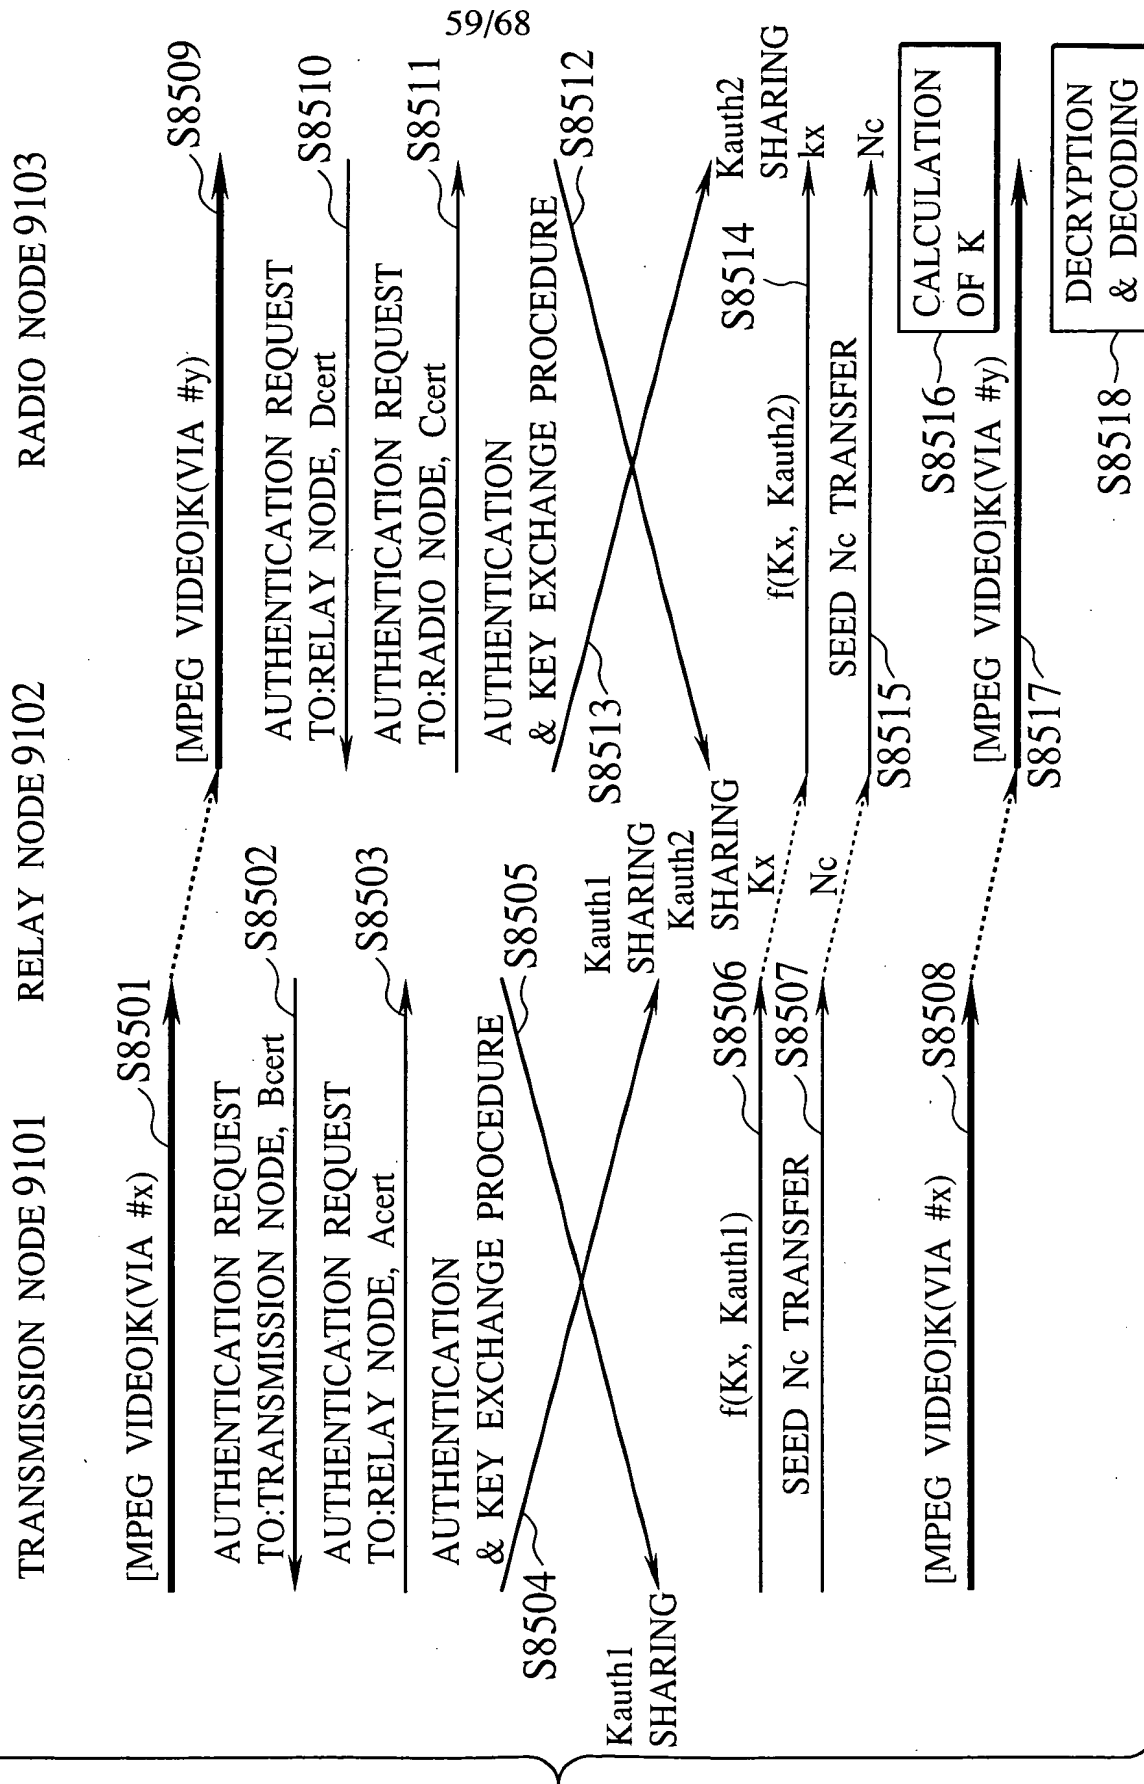 59/68
TRANSMISSION NODE 9101
RELAY NODE 9102
RADIO NODE 9103
[MPEG VIDEO]K(VIA #x)
S8501
[MPEG VIDEO]K(VIA #y)
S8509
AUTHENTICATION REQUEST
TO:TRANSMISSION NODE, Bcert
S8502
AUTHENTICATION REQUEST
TO:RELAY NODE, Dcert
S8510
AUTHENTICATION REQUEST
TO:RELAY NODE, Acert
S8503
AUTHENTICATION REQUEST
TO:RADIO NODE, Ccert
S8511
AUTHENTICATION
& KEY EXCHANGE PROCEDURE
S8504
S8505
AUTHENTICATION
& KEY EXCHANGE PROCEDURE
S8513
S8512
Kauth1
SHARING
Kauth1
SHARING
Kauth2
SHARING
Kauth2
SHARING
f(Kx, Kauth1)
S8506
Kx
f(Kx, Kauth2)
S8514
kx
SEED Nc TRANSFER
S8507
Nc
SEED Nc TRANSFER
S8515
Nc
S8516
CALCULATION
OF K
[MPEG VIDEO]K(VIA #x)
S8508
[MPEG VIDEO]K(VIA #y)
S8517
S8518
DECRYPTION
& DECODING